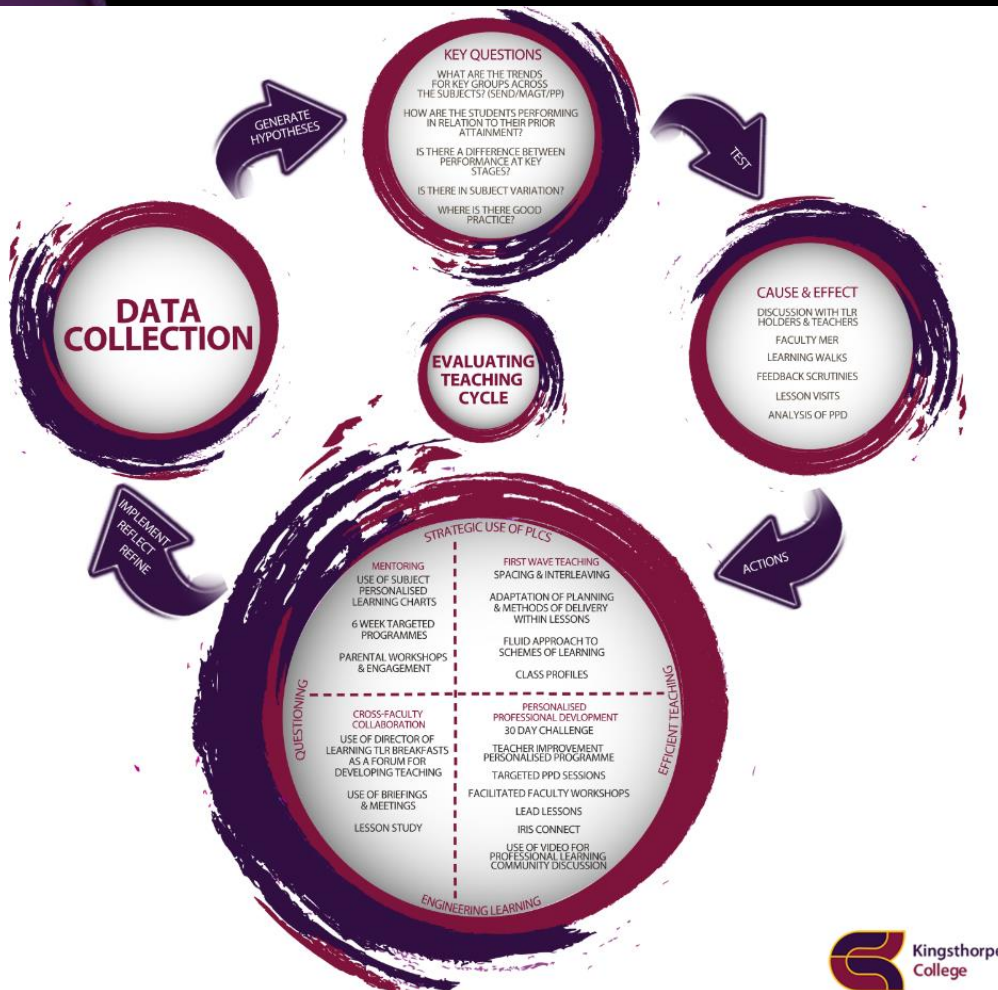 KEY QUESTIONS
WHAT ARE THE TRENDS
FOR KEY GROUPS ACROSS
THE SUBJECTS? (SEND/MAGT/PP)
HOW ARE THE STUDENTS PERFORMING
IN RELATION TO THEIR PRIOR
ATTAINMENT?
IS THERE A DIFFERENCE BETWEEN
PERFORMANCE AT KEY
STAGES?
IS THERE IN SUBJECT VARIATION?
WHERE IS THERE GOOD
PRACTICE?
GENERATE
HYPOTHESES
TEST
DATA
COLLECTION
EVALUATING
TEACHING
CYCLE
CAUSE & EFFECT
DISCUSSION WITH TLR
HOLDERS & TEACHERS
FACULTY MER
LEARNING WALKS
FEEDBACK SCRUTINIES
LESSON VISITS
ANALYSIS OF PPD
ACTIONS
IMPLEMENT
REFLECT
REFINE
STRATEGIC USE OF PLCS
MENTORING
USE OF SUBJECT
PERSONALISED
LEARNING CHARTS
6 WEEK TARGETED
PROGRAMMES
PARENTAL WORKSHOPS
& ENGAGEMENT
FIRST WAVE TEACHING
SPACING & INTERLEAVING
ADAPTATION OF PLANNING
& METHODS OF DELIVERY
WITHIN LESSONS
FLUID APPROACH TO
SCHEMES OF LEARNING
CLASS PROFILES
QUESTIONING
EFFICIENT TEACHING
CROSS-FACULTY
COLLABORATION
USE OF DIRECTOR OF
LEARNING TLR BREAKFASTS
AS A FORUM FOR
DEVELOPING TEACHING
USE OF BRIEFINGS
& MEETINGS
LESSON STUDY
PERSONALISED
PROFESSIONAL DEVLOPMENT
30 DAY CHALLENGE
TEACHER IMPROVEMENT
PERSONALISED PROGRAMME
TARGETED PPD SESSIONS
FACILITATED FACULTY WORKSHOPS
LEAD LESSONS
IRIS CONNECT
USE OF VIDEO FOR
PROFESSIONAL LEARNING
COMMUNITY DISCUSSION
ENGINEERING LEARNING
Kingsthorpe
College